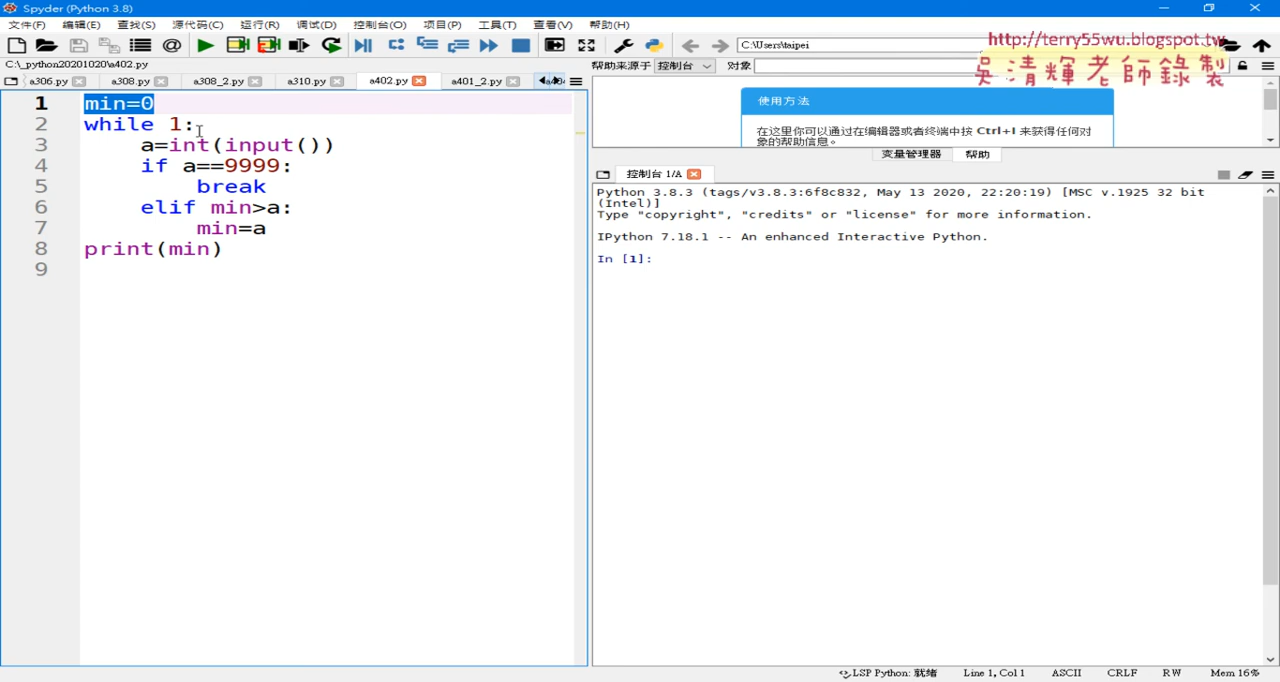 Spyder (Python 3.8)
文件(F) 编辑(E) 查找(S) 源代码(C) 运行(R) 调试(D) 控制台(O) 项目(P) 工具(T) 查看(V) 帮助(H)
C:\Users\taipei
http://terry55wu.blogspot.tw
吳清輝老師錄製
C:\_python20201020\a402.py
帮助来源于 控制台 对象
a306.py a308.py a308_2.py a310.py a402.py a401_2.py
1 min=0
2 while 1:
3 a=int(input())
4 if a==9999:
5 break
6 elif min>a:
7 min=a
8 print(min)
9
使用方法
在这里你可以通过在编辑器或者终端中按 Ctrl+I 来获得任何对
象的帮助信息。
变量管理器 帮助
控制台 1/A
Python 3.8.3 (tags/v3.8.3:6f8c832, May 13 2020, 22:20:19) [MSC v.1925 32 bit
(Intel)]
Type "copyright", "credits" or "license" for more information.
IPython 7.18.1 -- An enhanced Interactive Python.
In [1]:
LSP Python: 就绪 Line 1, Col 1 ASCII CRLF RW Mem 16%